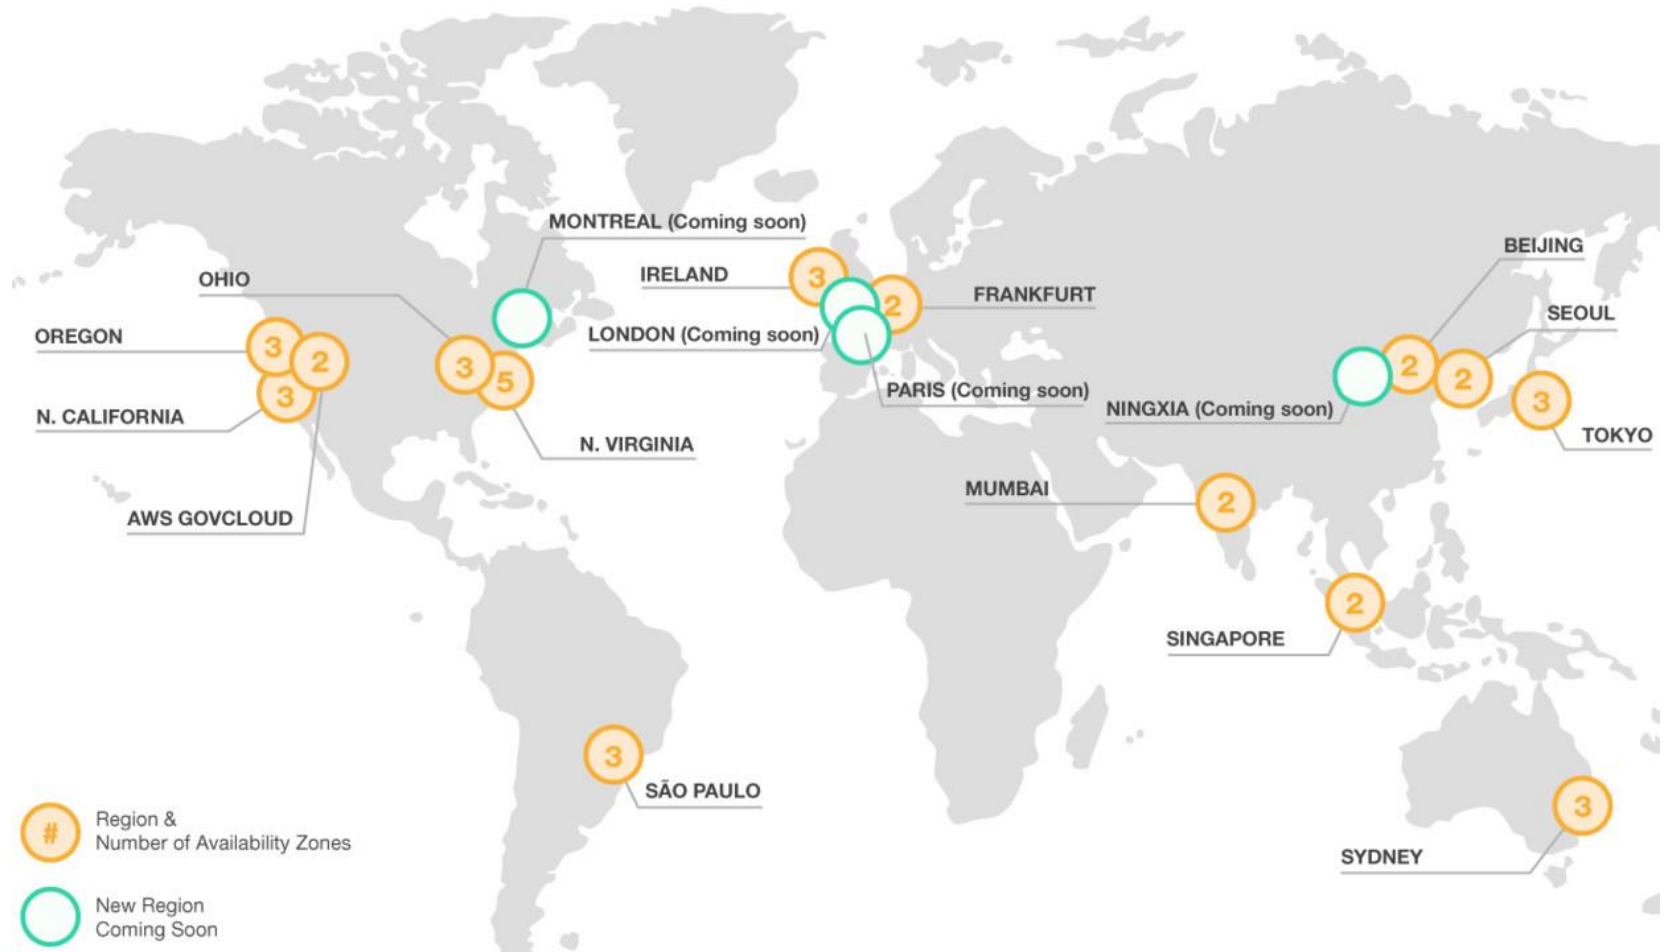 MONTREAL (Coming soon)
OHIO
IRELAND
3
FRANKFURT
2
BEIJING
SEOUL
OREGON
3
2
LONDON (Coming soon)
3
5
2
2
N. CALIFORNIA
3
PARIS (Coming soon)
NINGXIA (Coming soon)
3
TOKYO
N. VIRGINIA
MUMBAI
2
AWS GOVCLOUD
2
SINGAPORE
3
SÃO PAULO
3
SYDNEY
#
Region &
Number of Availability Zones
New Region
Coming Soon